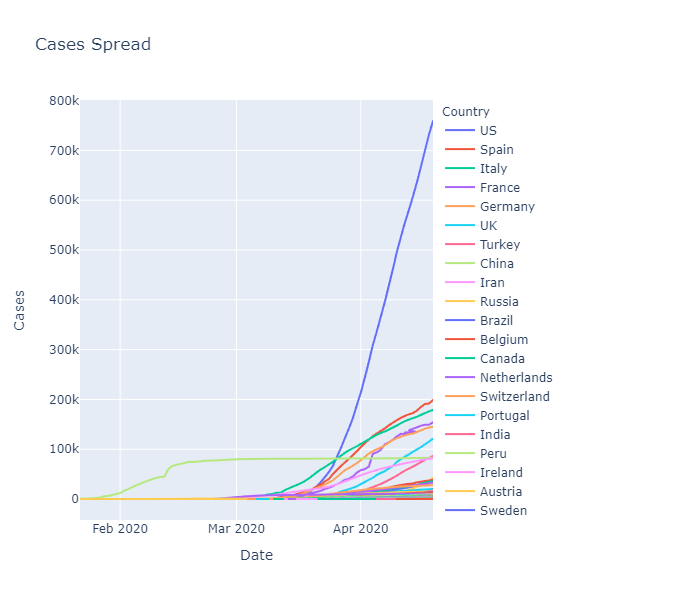 Cases Spread
800k
700k
600k
500k
400k
300k
200k
100k
0
Cases
Feb 2020
Mar 2020
Apr 2020
Date
Country
US
Spain
Italy
France
Germany
UK
Turkey
China
Iran
Russia
Brazil
Belgium
Canada
Netherlands
Switzerland
Portugal
India
Peru
Ireland
Austria
Sweden